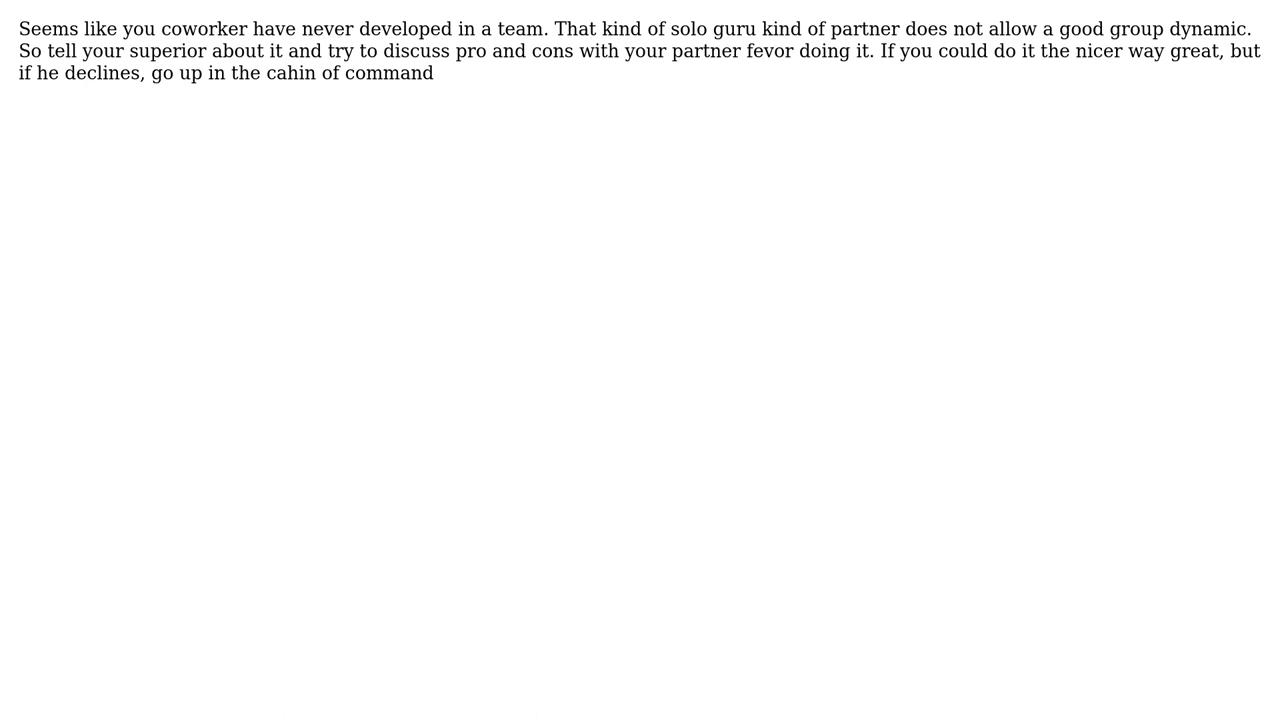 Seems like you coworker have never developed in a team. That kind of solo guru kind of partner does not allow a good group dynamic.
So tell your superior about it and try to discuss pro and cons with your partner fevor doing it. If you could do it the nicer way great, but
if he declines, go up in the cahin of command